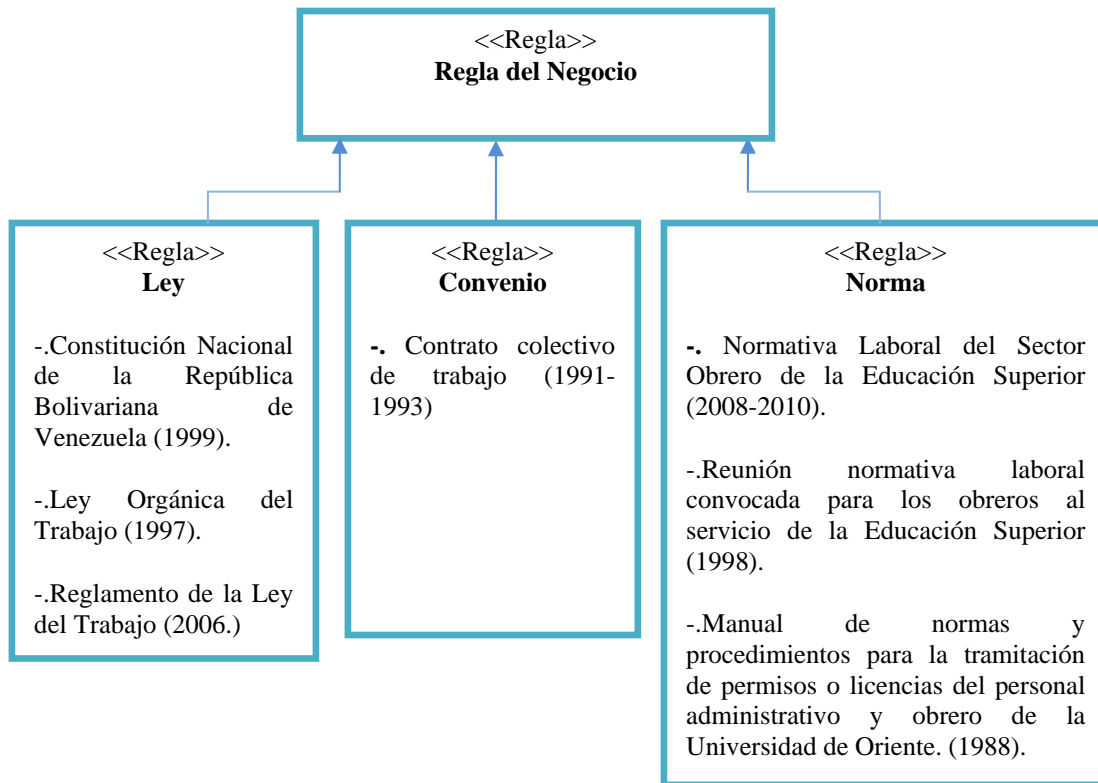 <<Regla>>
Regla del Negocio
<<Regla>>
Ley
-.Constitución Nacional
de la República
Bolivariana de
Venezuela (1999).
-.Ley Orgánica del
Trabajo (1997).
-.Reglamento de la Ley
del Trabajo (2006.)
<<Regla>>
Convenio
-. Contrato colectivo
de trabajo (1991-
1993)
<<Regla>>
Norma
-. Normativa Laboral del Sector
Obrero de la Educación Superior
(2008-2010).
-.Reunión normativa laboral
convocada para los obreros al
servicio de la Educación Superior
(1998).
-.Manual de normas y
procedimientos para la tramitación
de permisos o licencias del personal
administrativo y obrero de la
Universidad de Oriente. (1988).